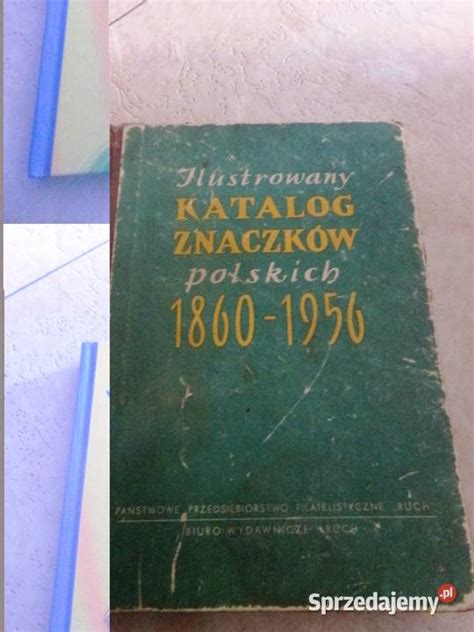 Ilustrowany
KATALOG
ZNACZKÓW
polskich
1860-1956
PAŃSTWOWE PRZEDSIĘBIORSTWO FILATELISTYCZNE „RUCH"
BIURO WYDAWNICZE „RUCH"
Sprzedajemy.pl